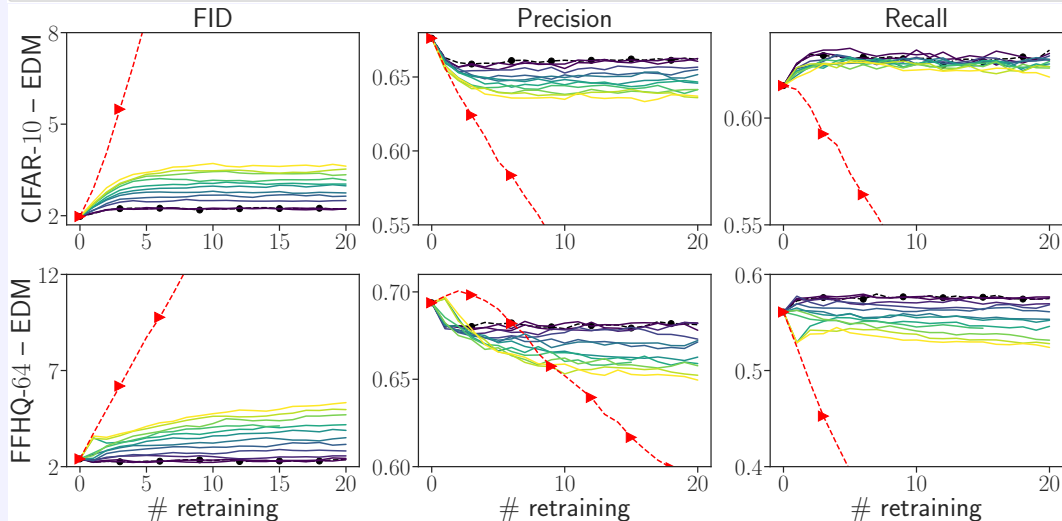 FID Precision Recall
CIFAR-10 – EDM
8
5
2
0 5 10 15 20
0.65
0.55
0 10 20
0.60
0.55
0 10 20
FFHQ-64 – EDM
12
7
2
0 5 10 15 20
# retraining
0.70
0.65
0.60
0 10 20
# retraining
0.6
0.5
0.4
0 10 20
# retraining